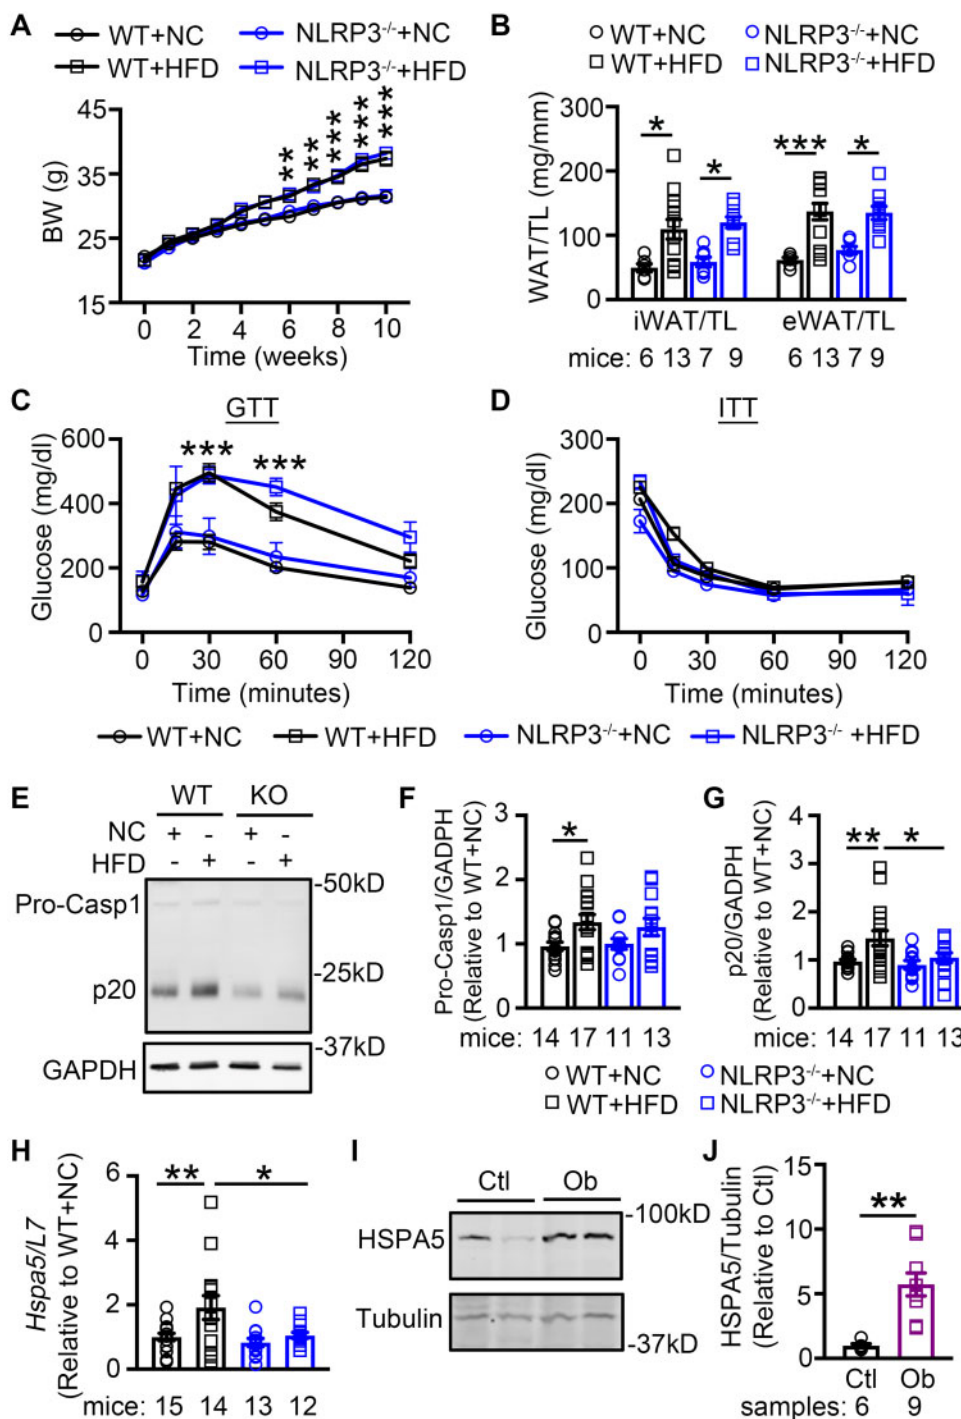 A
WT+NC NLRP3-/-+NC
WT+HFD NLRP3-/-+HFD
BW (g)
45
35
25
15
** ** *** *** ***
0 2 4 6 8 10
Time (weeks)
B
WT+NC NLRP3-/-+NC
WT+HFD NLRP3-/-+HFD
WAT/TL (mg/mm)
300
200
100
0
* * *** *
iWAT/TL eWAT/TL
mice: 6 13 7 9 6 13 7 9
C
GTT
Glucose (mg/dl)
600
400
200
0
*** ***
0 30 60 90 120
Time (minutes)
D
ITT
Glucose (mg/dl)
300
200
100
0
0 30 60 90 120
Time (minutes)
WT+NC WT+HFD NLRP3-/-+NC NLRP3-/- +HFD
E
WT KO
NC + - + -
HFD - + - +
-50kD
Pro-Casp1
-25kD
p20
-37kD
GAPDH
F
Pro-Casp1/GADPH
(Relative to WT+NC)
3
2
1
0
*
mice: 14 17 11 13
G
p20/GADPH
(Relative to WT+NC)
4
3
2
1
0
** *
mice: 14 17 11 13
WT+NC NLRP3-/-+NC
WT+HFD NLRP3-/-+HFD
H
Hspa5/L7
(Relative to WT+NC)
6
4
2
0
** *
mice: 15 14 13 12
I
Ctl Ob
-100kD
HSPA5
Tubulin
-37kD
J
HSPA5/Tubulin
(Relative to Ctl)
15
10
5
0
**
Ctl Ob
samples: 6 9